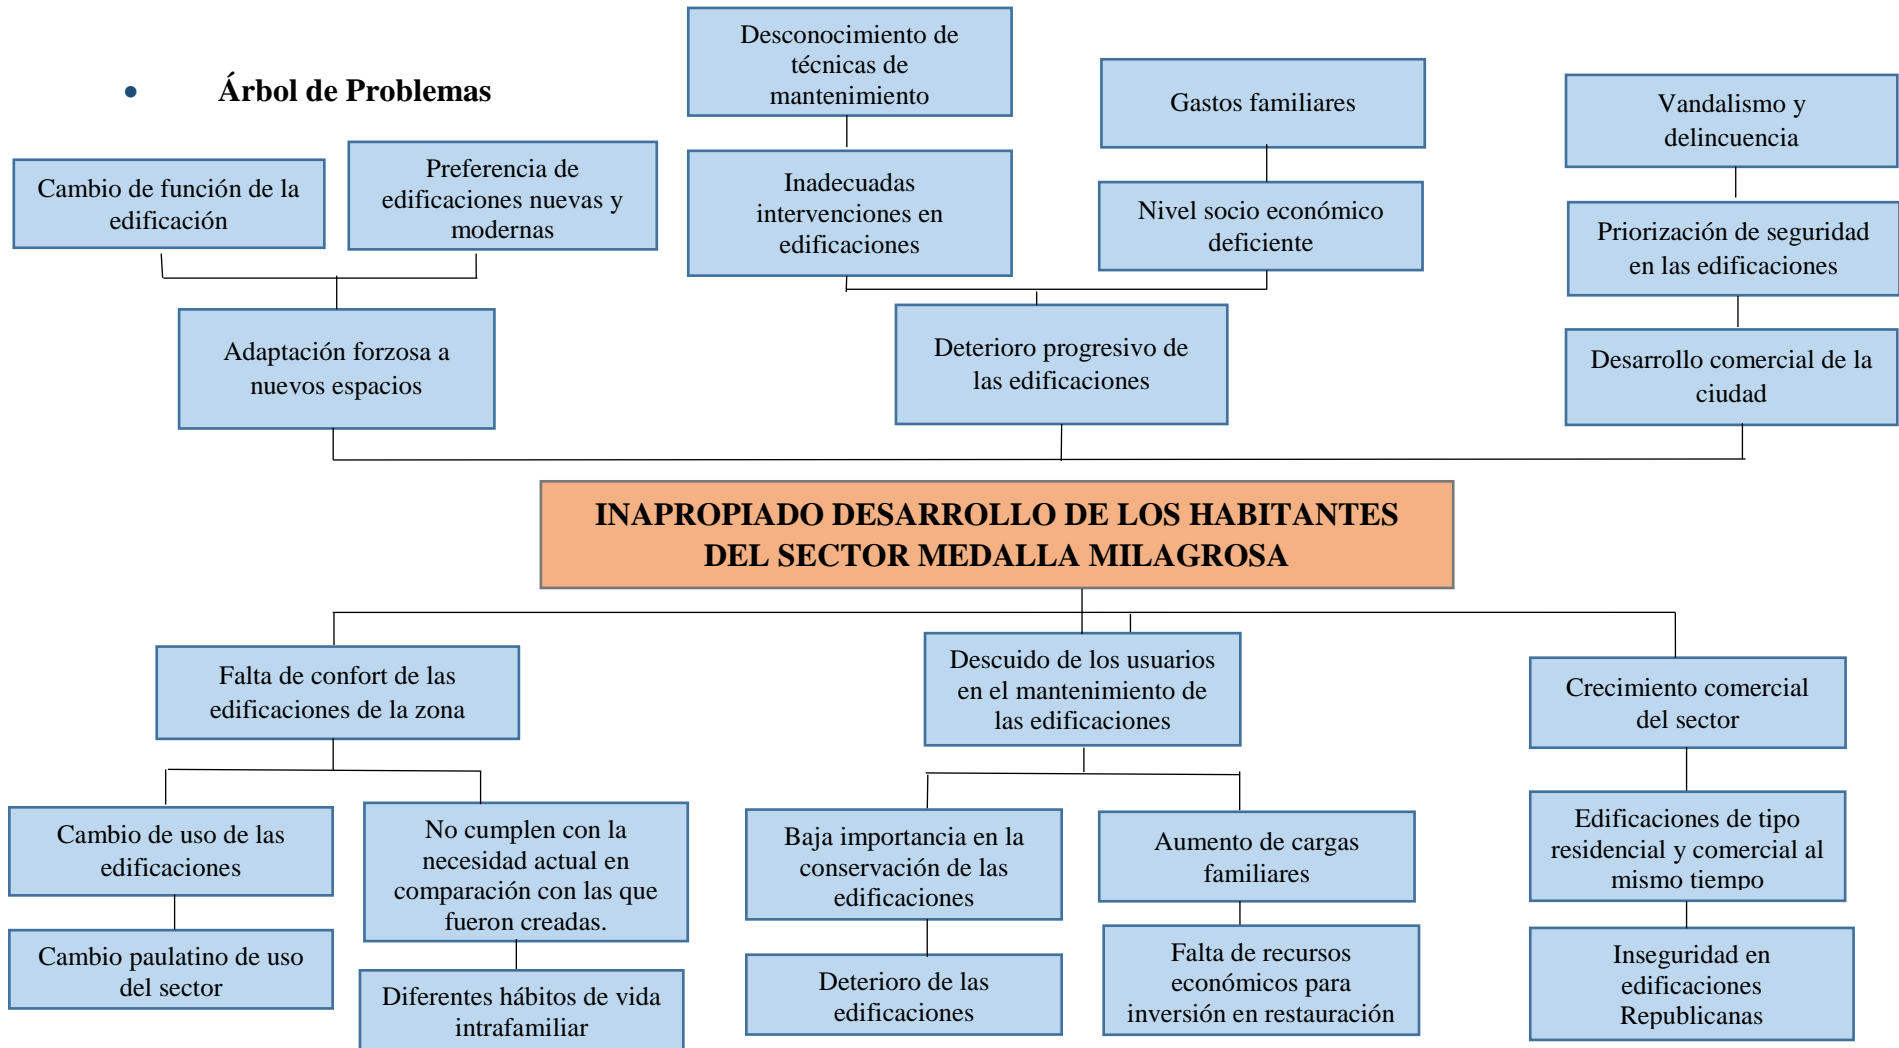 • Árbol de Problemas
Desconocimiento de
técnicas de
mantenimiento
Gastos familiares
Vandalismo y
delincuencia
Cambio de función de la
edificación
Preferencia de
edificaciones nuevas y
modernas
Inadecuadas
intervenciones en
edificaciones
Nivel socio económico
deficiente
Priorización de seguridad
en las edificaciones
Adaptación forzosa a
nuevos espacios
Deterioro progresivo de
las edificaciones
Desarrollo comercial de la
ciudad
INAPROPIADO DESARROLLO DE LOS HABITANTES
DEL SECTOR MEDALLA MILAGROSA
Falta de confort de las
edificaciones de la zona
Descuido de los usuarios
en el mantenimiento de
las edificaciones
Crecimiento comercial
del sector
Cambio de uso de las
edificaciones
No cumplen con la
necesidad actual en
comparación con las que
fueron creadas.
Baja importancia en la
conservación de las
edificaciones
Aumento de cargas
familiares
Edificaciones de tipo
residencial y comercial al
mismo tiempo
Cambio paulatino de uso
del sector
Diferentes hábitos de vida
intrafamiliar
Deterioro de las
edificaciones
Falta de recursos
económicos para
inversión en restauración
Inseguridad en
edificaciones
Republicanas